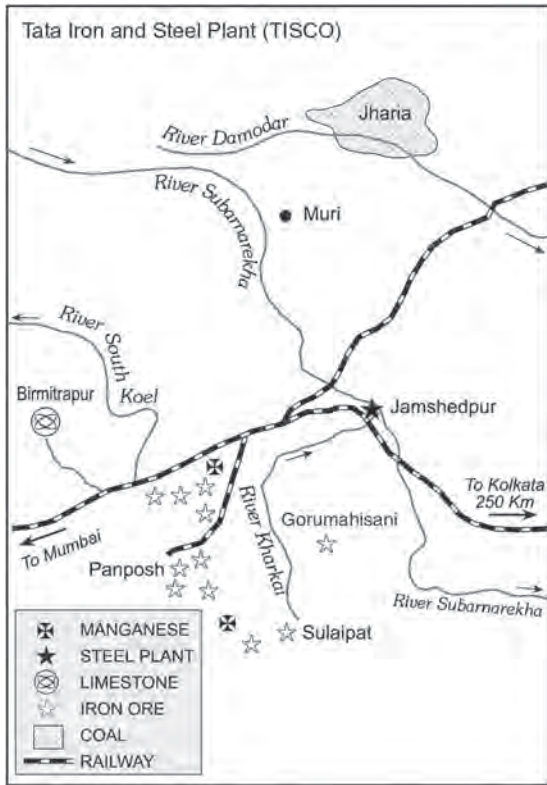 Tata Iron and Steel Plant (TISCO)
Jharia
River Damodar
River Subarnarekha
Muri
River South Koel
Birmitrapur
Jamshedpur
To Kolkata
250 Km
To Mumbai
Gorumahisani
River Kharkai
Panposh
River Subarnarekha
Sulaipat
MANGANESE
STEEL PLANT
LIMESTONE
IRON ORE
COAL
RAILWAY